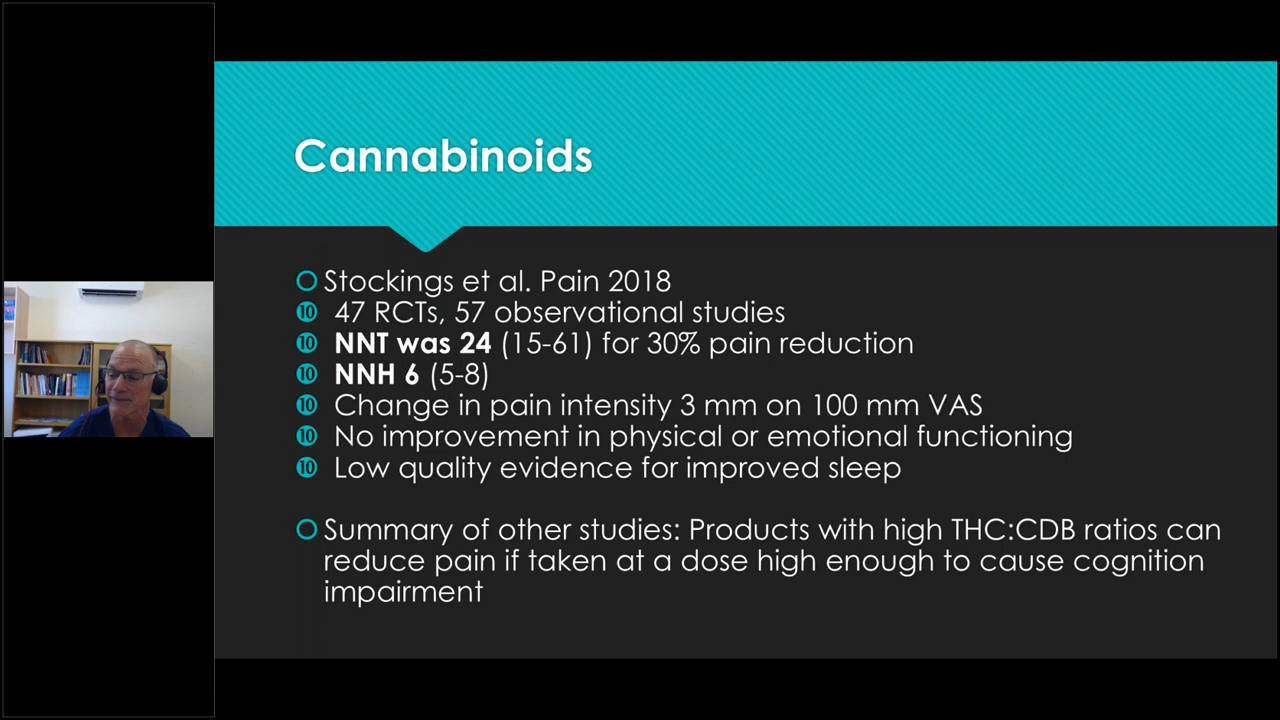 Cannabinoids
Stockings et al. Pain 2018
⓾ 47 RCTs, 57 observational studies
⓾ NNT was 24 (15-61) for 30% pain reduction
⓾ NNH 6 (5-8)
⓾ Change in pain intensity 3 mm on 100 mm VAS
⓾ No improvement in physical or emotional functioning
⓾ Low quality evidence for improved sleep
Summary of other studies: Products with high THC:CDB ratios can
reduce pain if taken at a dose high enough to cause cognition
impairment